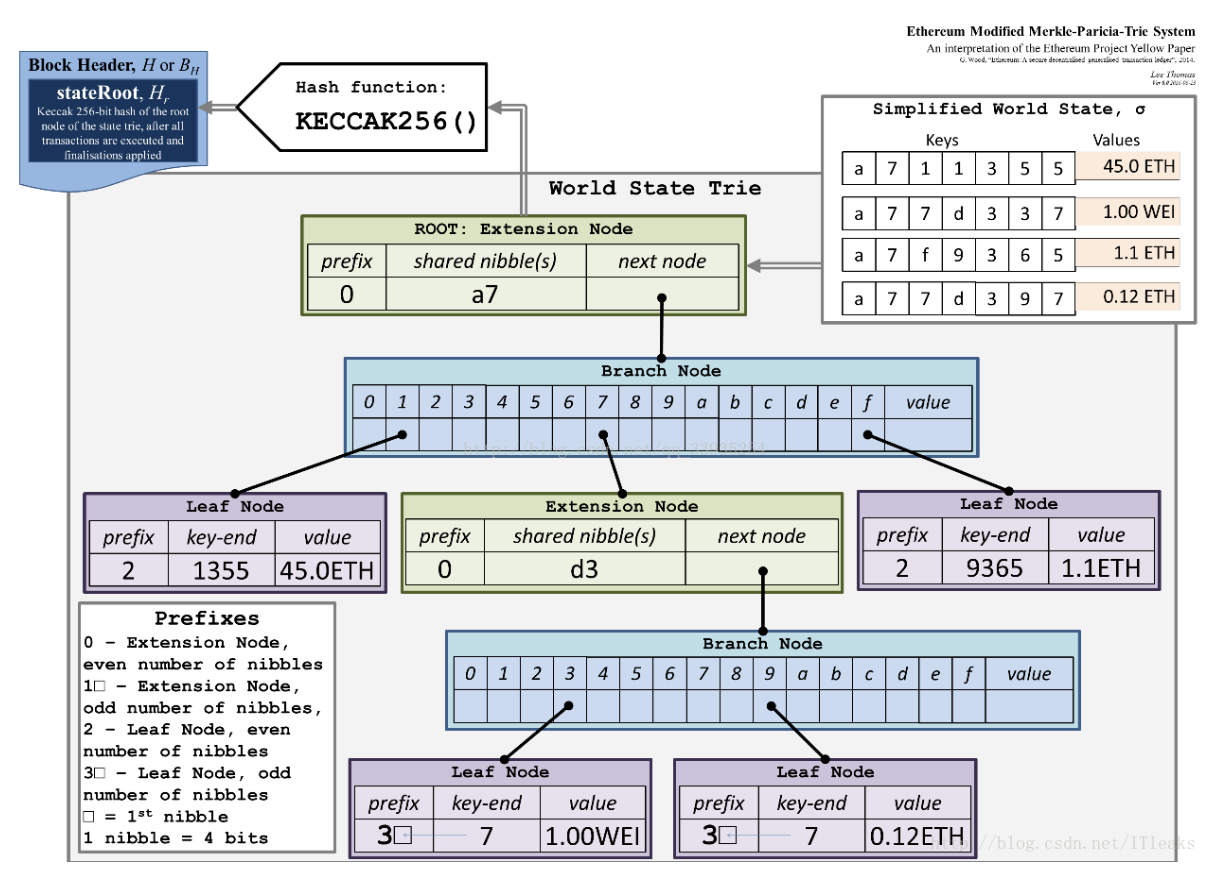 Ethereum Modified Merkle-Paricia-Trie System
An interpretation of the Ethereum Project Yellow Paper
G. Wood, "Ethereum: A secure decentralised generalised transaction ledger", 2014.
Lee Thomas
Block Header, H or B_H
stateRoot, H_r
Keccak 256-bit hash of the root
node of the state trie, after all
transactions are executed and
finalisations applied
Hash function:
KECCAK256()
Simplified World State, σ
Keys Values
a 7 1 1 3 5 5 45.0 ETH
a 7 7 d 3 3 7 1.00 WEI
a 7 f 9 3 6 5 1.1 ETH
a 7 7 d 3 9 7 0.12 ETH
World State Trie
ROOT: Extension Node
prefix shared nibble(s) next node
0 a7
Branch Node
0 1 2 3 4 5 6 7 8 9 a b c d e f value
Leaf Node
prefix key-end value
2 1355 45.0ETH
Extension Node
prefix shared nibble(s) next node
0 d3
Leaf Node
prefix key-end value
2 9365 1.1ETH
Branch Node
0 1 2 3 4 5 6 7 8 9 a b c d e f value
Leaf Node
prefix key-end value
3□ 7 1.00WEI
Leaf Node
prefix key-end value
3□ 7 0.12ETH
Prefixes
0 – Extension Node,
even number of nibbles
1□ – Extension Node,
odd number of nibbles,
2 – Leaf Node, even
number of nibbles
3□ – Leaf Node, odd
number of nibbles
□ = 1st nibble
1 nibble = 4 bits
http://blog.csdn.net/ITleaks